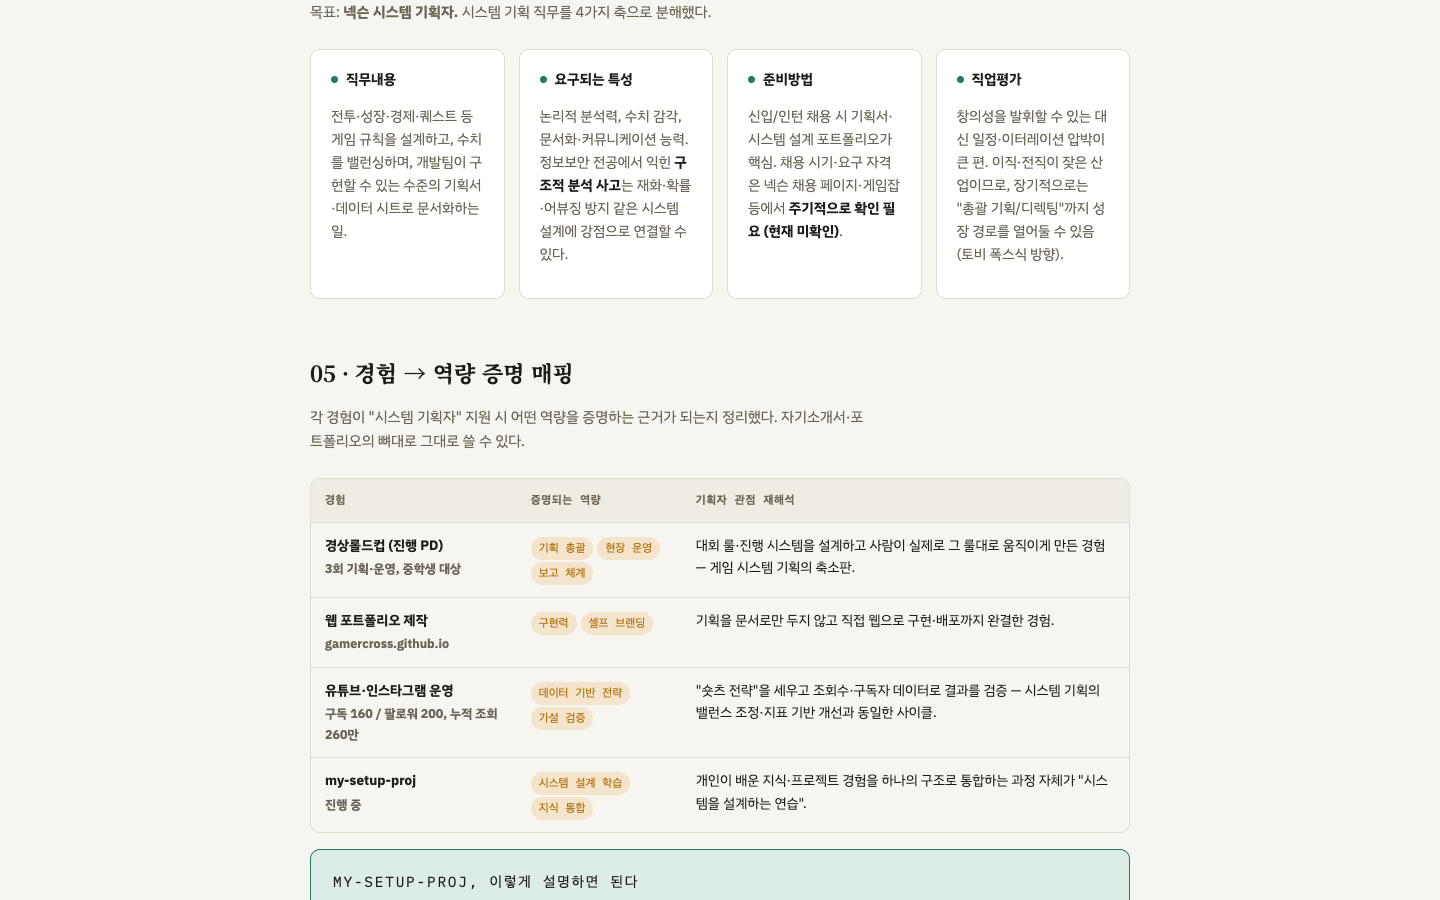 목표: 넥슨 시스템 기획자. 시스템 기획 직무를 4가지 축으로 분해했다.
직무내용
전투·성장·경제·퀘스트 등
게임 규칙을 설계하고, 수치
를 밸런싱하며, 개발팀이 구
현할 수 있는 수준의 기획서
·데이터 시트로 문서화하는
일.
요구되는 특성
논리적 분석력, 수치 감각,
문서화·커뮤니케이션 능력.
정보보안 전공에서 익힌 구
조적 분석 사고는 재화·확률
·어뷰징 방지 같은 시스템
설계에 강점으로 연결할 수
있다.
준비방법
신입/인턴 채용 시 기획서·
시스템 설계 포트폴리오가
핵심. 채용 시기·요구 자격
은 넥슨 채용 페이지·게임잡
등에서 주기적으로 확인 필
요 (현재 미확인).
직업평가
창의성을 발휘할 수 있는 대
신 일정·이터레이션 압박이
큰 편. 이직·전직이 잦은 산
업이므로, 장기적으로는
"총괄 기획/디렉팅"까지 성
장 경로를 열어둘 수 있음
(토비 폭스식 방향).
05 · 경험 → 역량 증명 매핑
각 경험이 "시스템 기획자" 지원 시 어떤 역량을 증명하는 근거가 되는지 정리했다. 자기소개서·포
트폴리오의 뼈대로 그대로 쓸 수 있다.
경험 증명되는 역량 기획자 관점 재해석
경상롤드컵 (진행 PD)
3회 기획·운영, 중학생 대상
기획 총괄 현장 운영
보고 체계
대회 룰·진행 시스템을 설계하고 사람이 실제로 그 룰대로 움직이게 만든 경험
— 게임 시스템 기획의 축소판.
웹 포트폴리오 제작
gamercross.github.io
구현력 셀프 브랜딩
기획을 문서로만 두지 않고 직접 웹으로 구현·배포까지 완결한 경험.
유튜브·인스타그램 운영
구독 160 / 팔로워 200, 누적 조회
260만
데이터 기반 전략
가설 검증
"숏츠 전략"을 세우고 조회수·구독자 데이터로 결과를 검증 — 시스템 기획의
밸런스 조정·지표 기반 개선과 동일한 사이클.
my-setup-proj
진행 중
시스템 설계 학습
지식 통합
개인이 배운 지식·프로젝트 경험을 하나의 구조로 통합하는 과정 자체가 "시스
템을 설계하는 연습".
MY-SETUP-PROJ, 이렇게 설명하면 된다